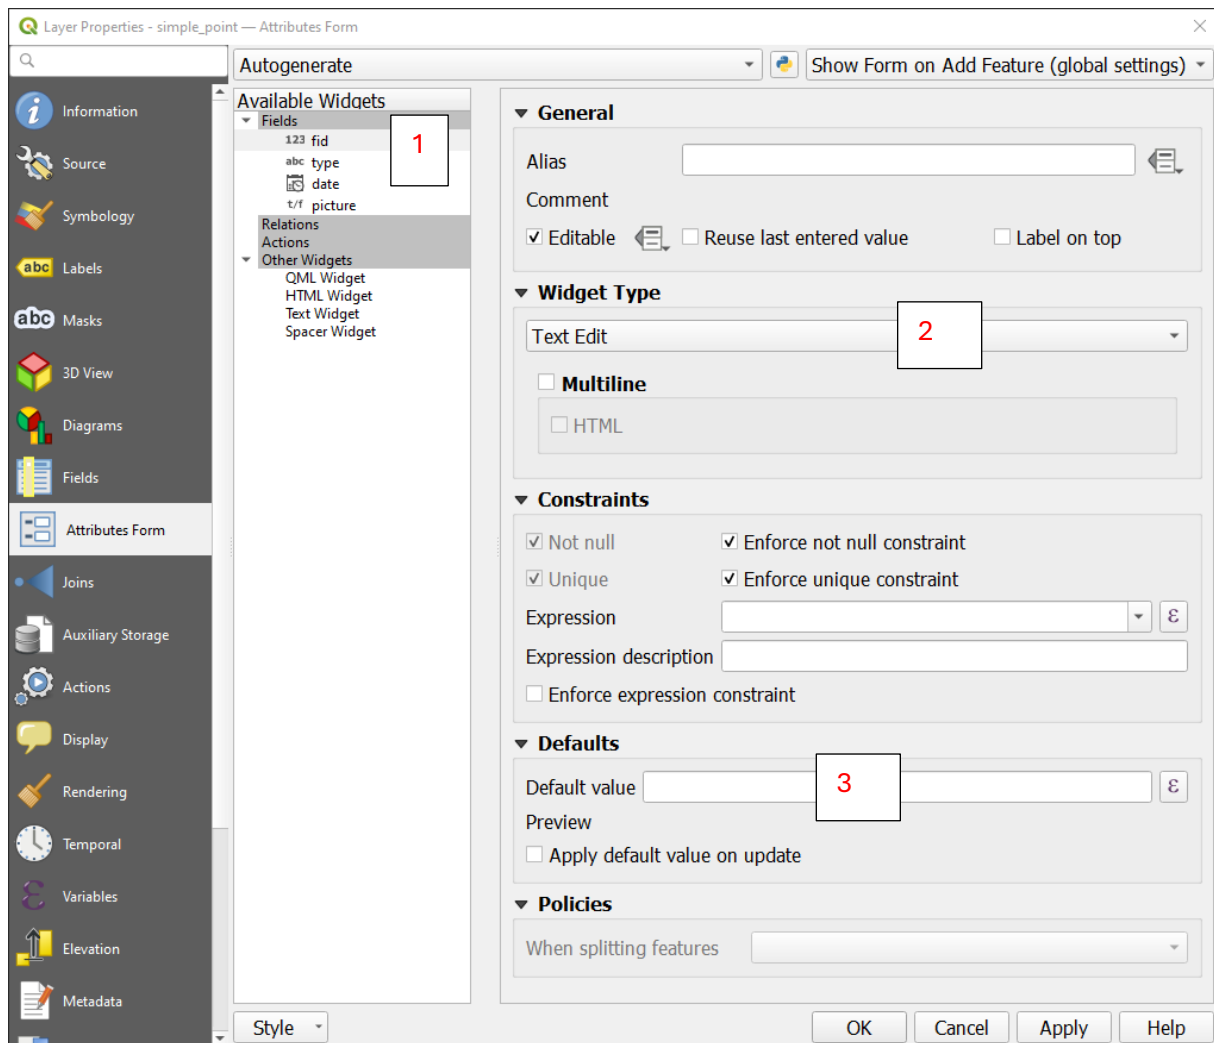 Layer Properties - simple_point — Attributes Form
Autogenerate
Show Form on Add Feature (global settings)
Information
Source
Symbology
abc Labels
abc Masks
3D View
Diagrams
Fields
Attributes Form
Joins
Auxiliary Storage
Actions
Display
Rendering
Temporal
ε Variables
Elevation
Metadata
Available Widgets
Fields
1
123 fid
abc type
date
t/f picture
Relations
Actions
Other Widgets
QML Widget
HTML Widget
Text Widget
Spacer Widget
General
Alias
Comment
Editable Reuse last entered value Label on top
Widget Type
Text Edit 2
Multiline
HTML
Constraints
Not null Enforce not null constraint
Unique Enforce unique constraint
Expression ε
Expression description
Enforce expression constraint
Defaults
Default value 3 ε
Preview
Apply default value on update
Policies
When splitting features
Style OK Cancel Apply Help